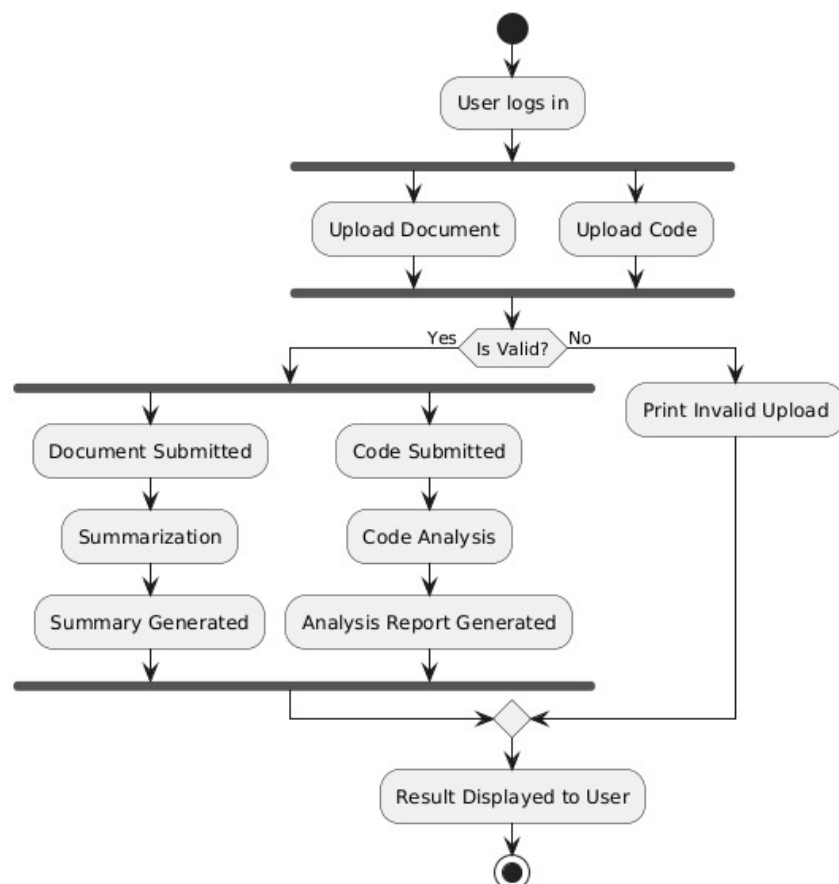 User logs in
Upload Document
Upload Code
Yes
Is Valid?
No
Print Invalid Upload
Document Submitted
Code Submitted
Summarization
Code Analysis
Summary Generated
Analysis Report Generated
Result Displayed to User